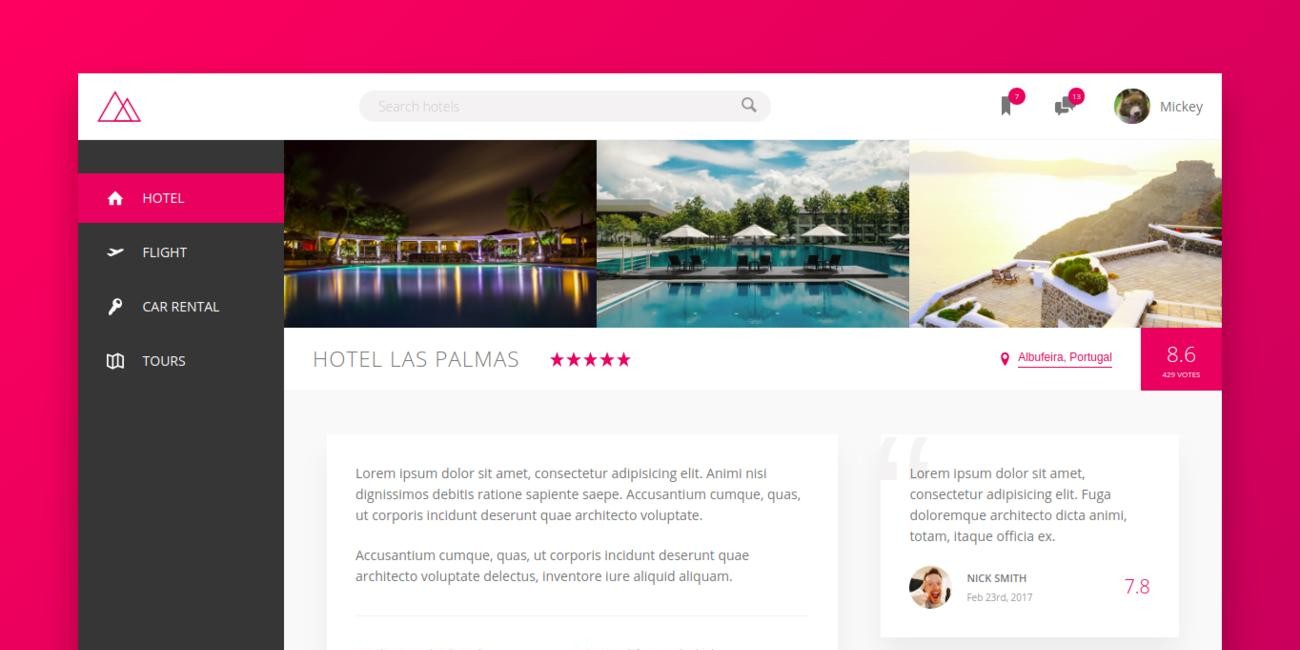 Search hotels
7
13
Mickey
HOTEL
FLIGHT
CAR RENTAL
TOURS
HOTEL LAS PALMAS
Albufeira, Portugal
8.6
429 VOTES
Lorem ipsum dolor sit amet, consectetur adipisicing elit. Animi nisi
dignissimos debitis ratione sapiente saepe. Accusantium cumque, quas,
ut corporis incidunt deserunt quae architecto voluptate.
Accusantium cumque, quas, ut corporis incidunt deserunt quae
architecto voluptate delectus, inventore iure aliquid aliquam.
“
Lorem ipsum dolor sit amet,
consectetur adipisicing elit. Fuga
doloremque architecto dicta animi,
totam, itaque officia ex.
NICK SMITH
Feb 23rd, 2017
7.8